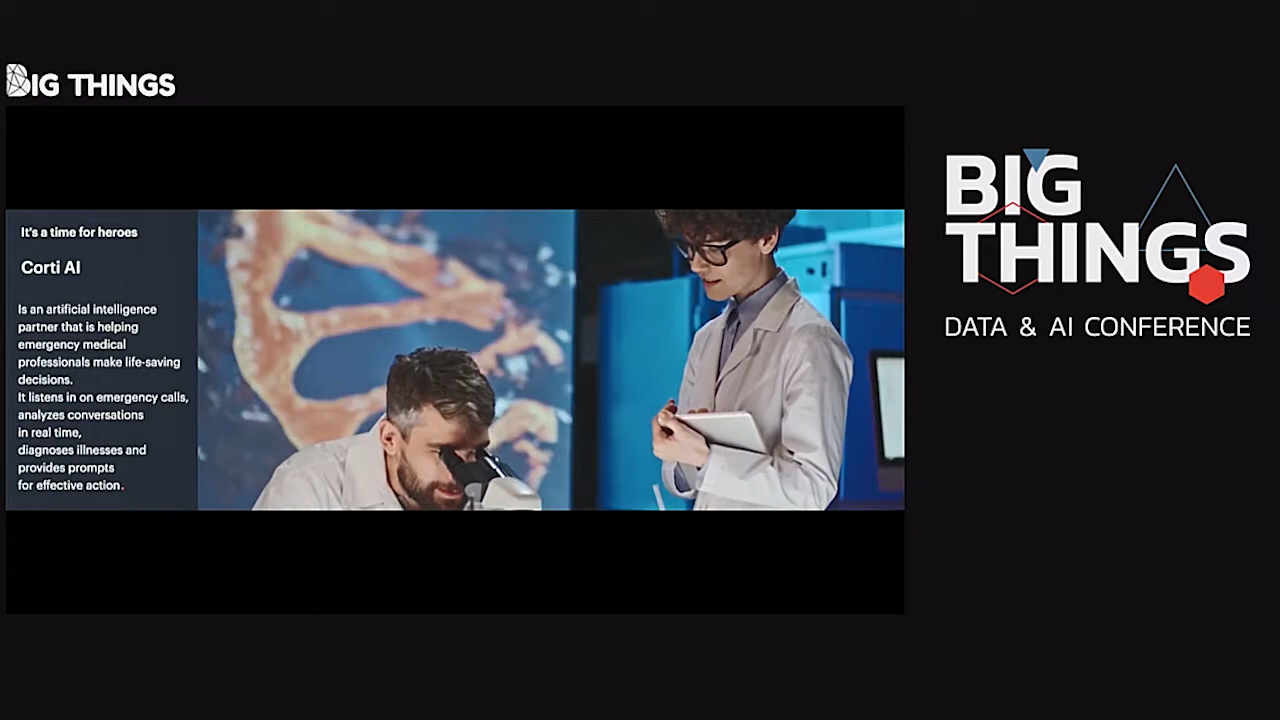 BIG THINGS
It's a time for heroes
Corti AI
Is an artificial intelligence
partner that is helping
emergency medical
professionals make life-saving
decisions.
It listens in on emergency calls,
analyzes conversations
in real time,
diagnoses illnesses and
provides prompts
for effective action.
BIG
THINGS
DATA & AI CONFERENCE